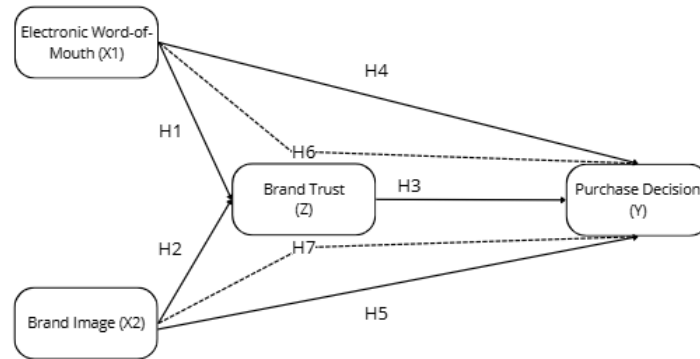 Electronic Word-of-
Mouth (X1)
H4
H1
H6
Brand Trust
(Z)
H3
Purchase Decision
(Y)
H2
H7
Brand Image (X2)
H5